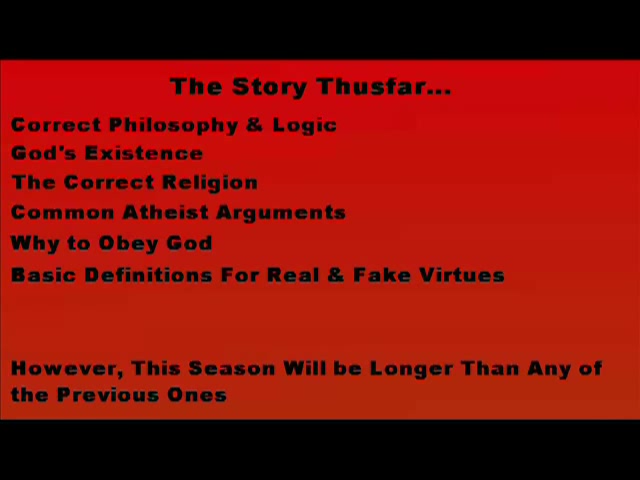 The Story Thusfar...
Correct Philosophy & Logic
God's Existence
The Correct Religion
Common Atheist Arguments
Why to Obey God
Basic Definitions For Real & Fake Virtues
However, This Season Will be Longer Than Any of
the Previous Ones